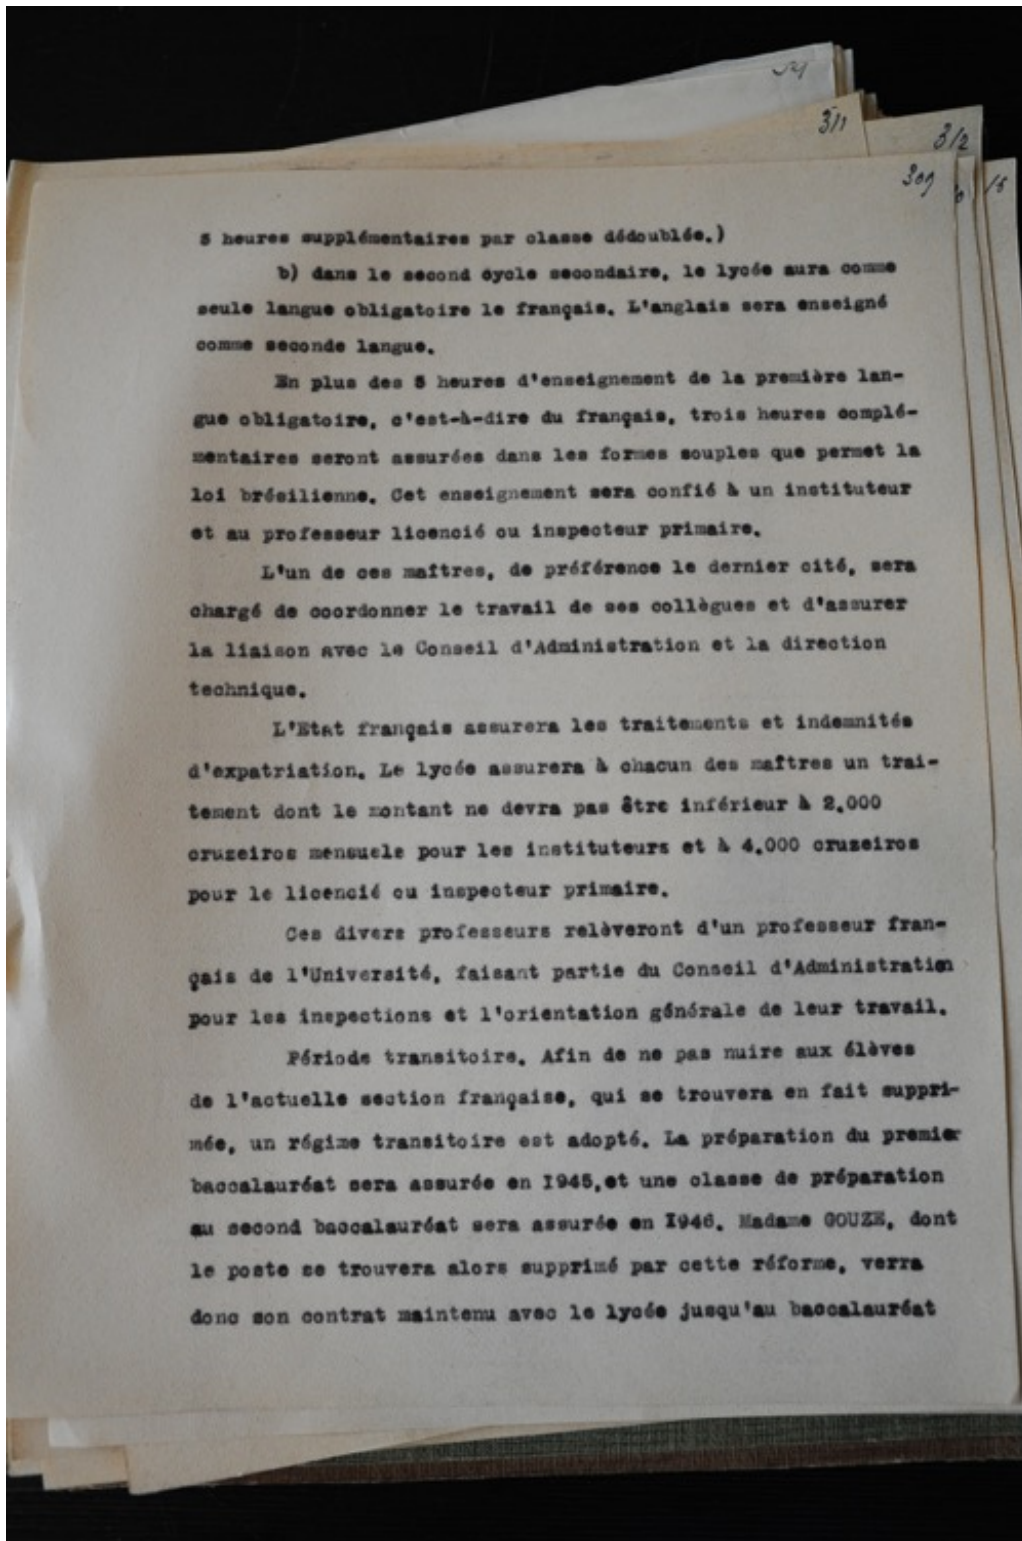 311
312
309
5 heures supplémentaires par classe dédoublée.)
b) dans le second cycle secondaire, le lycée aura comme
seule langue obligatoire le français. L'anglais sera enseigné
comme seconde langue.
En plus des 5 heures d'enseignement de la première lan-
gue obligatoire, c'est-à-dire du français, trois heures complé-
mentaires seront assurées dans les formes souples que permet la
loi brésilienne. Cet enseignement sera confié à un instituteur
et au professeur licencié ou inspecteur primaire.
L'un de ces maîtres, de préférence le dernier cité, sera
chargé de coordonner le travail de ses collègues et d'assurer
la liaison avec le Conseil d'Administration et la direction
technique.
L'Etat français assurera les traitements et indemnités
d'expatriation. Le lycée assurera à chacun des maîtres un trai-
tement dont le montant ne devra pas être inférieur à 2.000
cruzeiros mensuels pour les instituteurs et à 4.000 cruzeiros
pour le licencié ou inspecteur primaire.
Ces divers professeurs relèveront d'un professeur fran-
çais de l'Université, faisant partie du Conseil d'Administration
pour les inspections et l'orientation générale de leur travail.
Période transitoire. Afin de ne pas nuire aux élèves
de l'actuelle section française, qui se trouvera en fait suppri-
mée, un régime transitoire est adopté. La préparation du premier
baccalauréat sera assurée en 1945,et une classe de préparation
au second baccalauréat sera assurée en 1946. Madame GOUZE, dont
le poste se trouvera alors supprimé par cette réforme, verra
donc son contrat maintenu avec le lycée jusqu'au baccalauréat